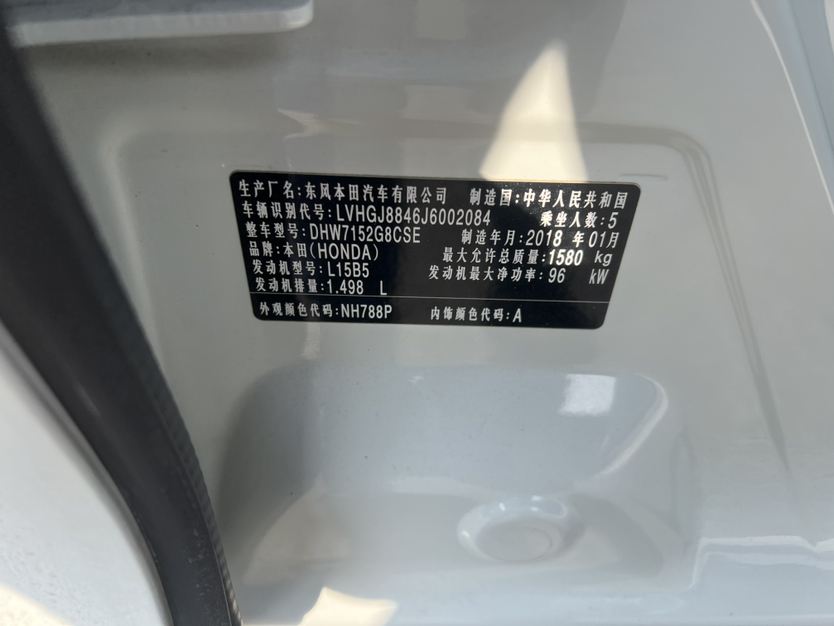 生产厂名:东风本田汽车有限公司 制造国:中华人民共和国
车辆识别代号:LVHGJ8846J6002084 乘坐人数:5
整车型号:DHW7152G8CSE 制造年月:2018 年01月
品牌:本田(HONDA) 最大允许总质量:1580 kg
发动机型号:L15B5 发动机最大净功率:96 kW
发动机排量:1.498 L
外观颜色代码:NH788P 内饰颜色代码:A